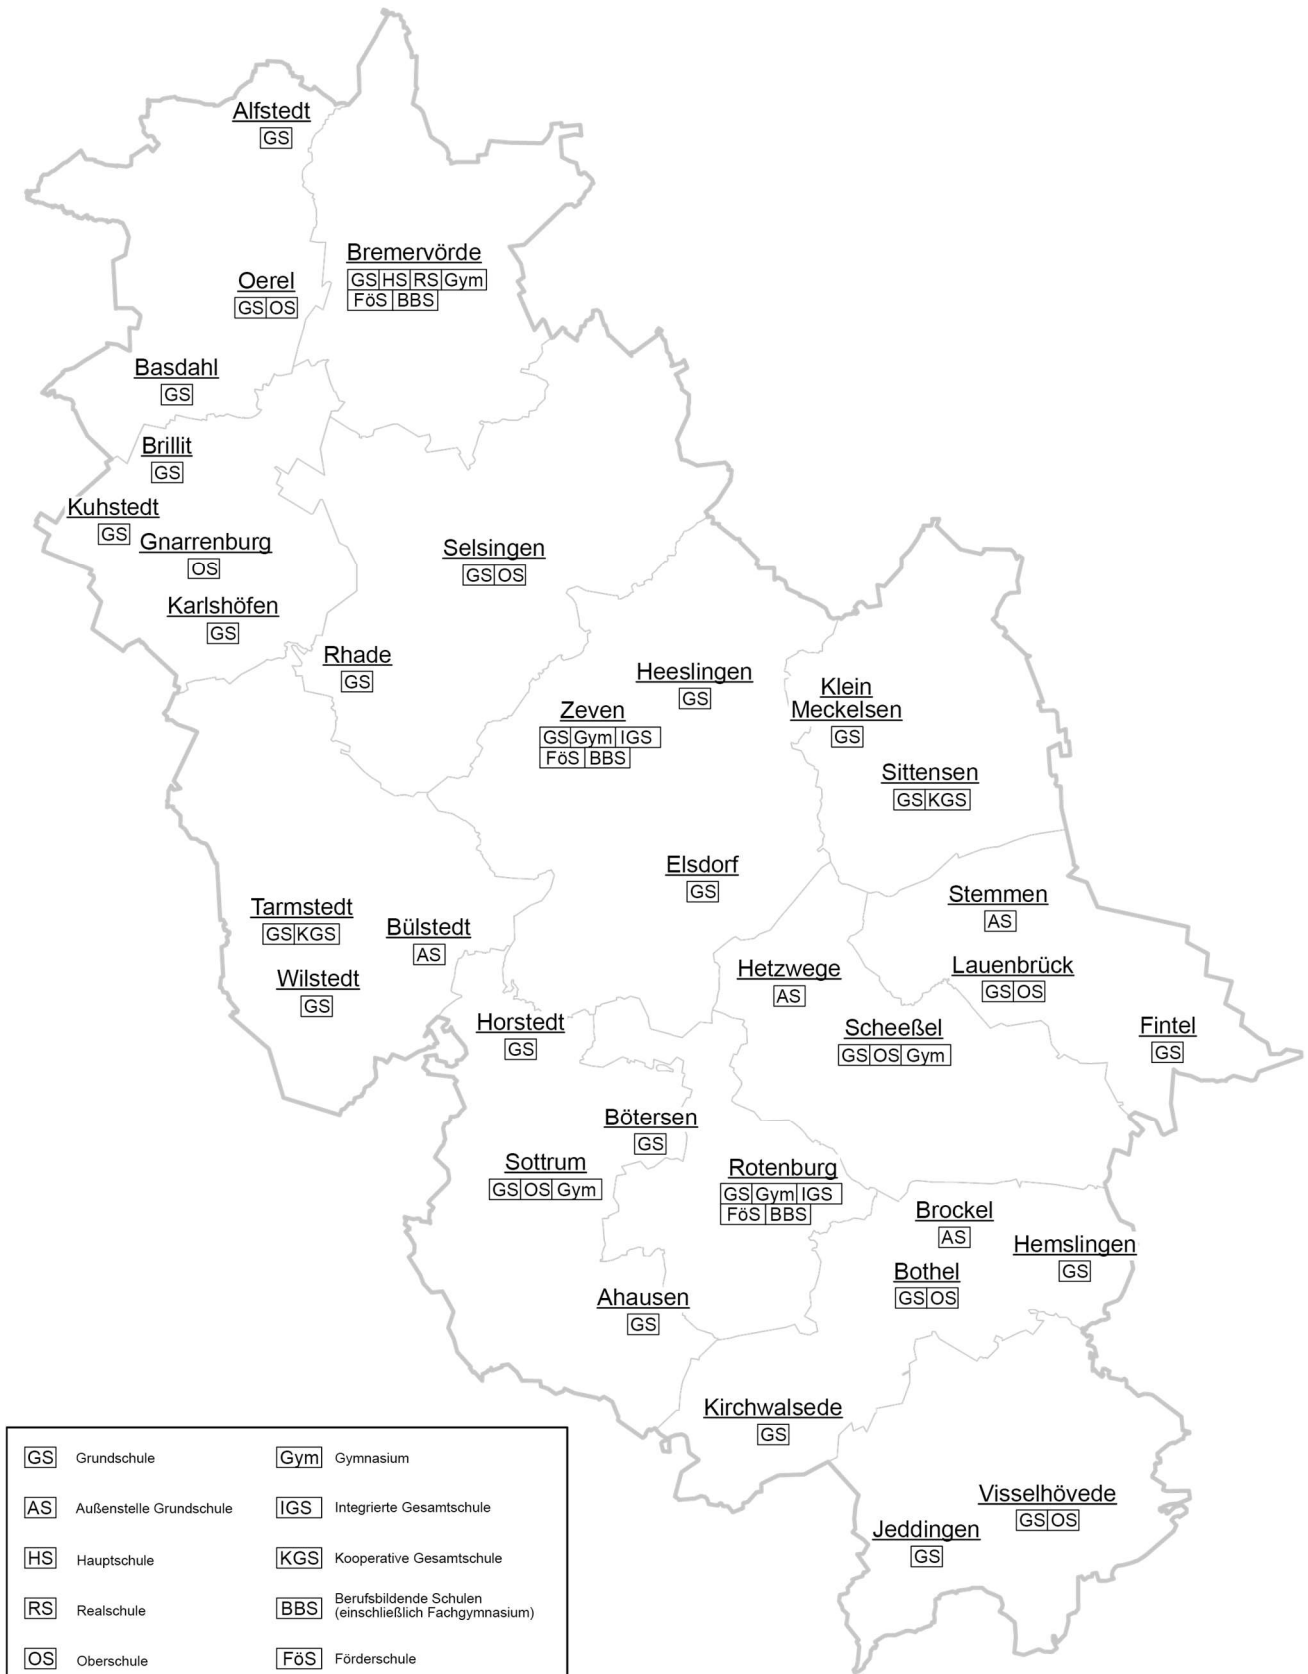 Alfstedt
GS
Bremervörde
GS HS RS Gym
FöS BBS
Oerel
GS OS
Basdahl
GS
Brillit
GS
Kuhstedt
GS
Gnarrenburg
OS
Karlshöfen
GS
Selsingen
GS OS
Rhade
GS
Heeslingen
GS
Zeven
GS Gym IGS
FöS BBS
Klein
Meckelsen
GS
Sittensen
GS KGS
Elsdorf
GS
Stemmen
AS
Tarmstedt
GS KGS
Bülstedt
AS
Wilstedt
GS
Hetzwege
AS
Lauenbrück
GS OS
Horstedt
GS
Scheeßel
GS OS Gym
Fintel
GS
Bötersen
GS
Sottrum
GS OS Gym
Rotenburg
GS Gym IGS
FöS BBS
Brockel
AS
Hemslingen
GS
Bothel
GS OS
Ahausen
GS
Kirchwalsede
GS
Visselhövede
GS OS
Jeddingen
GS
GS Grundschule
AS Außenstelle Grundschule
HS Hauptschule
RS Realschule
OS Oberschule
Gym Gymnasium
IGS Integrierte Gesamtschule
KGS Kooperative Gesamtschule
BBS Berufsbildende Schulen
(einschließlich Fachgymnasium)
FöS Förderschule